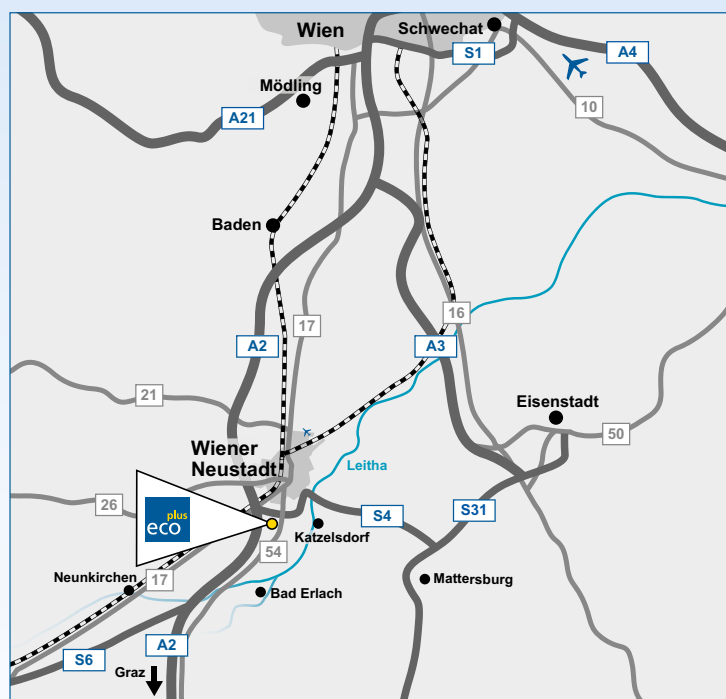 Wien
Schwechat
S1
A4
Mödling
A21
10
Baden
17
16
A2
A3
21
Eisenstadt
50
Wiener
Neustadt
Leitha
26
plus
eco
S4
S31
Katzelsdorf
54
Neunkirchen
17
Mattersburg
Bad Erlach
A2
S6
Graz